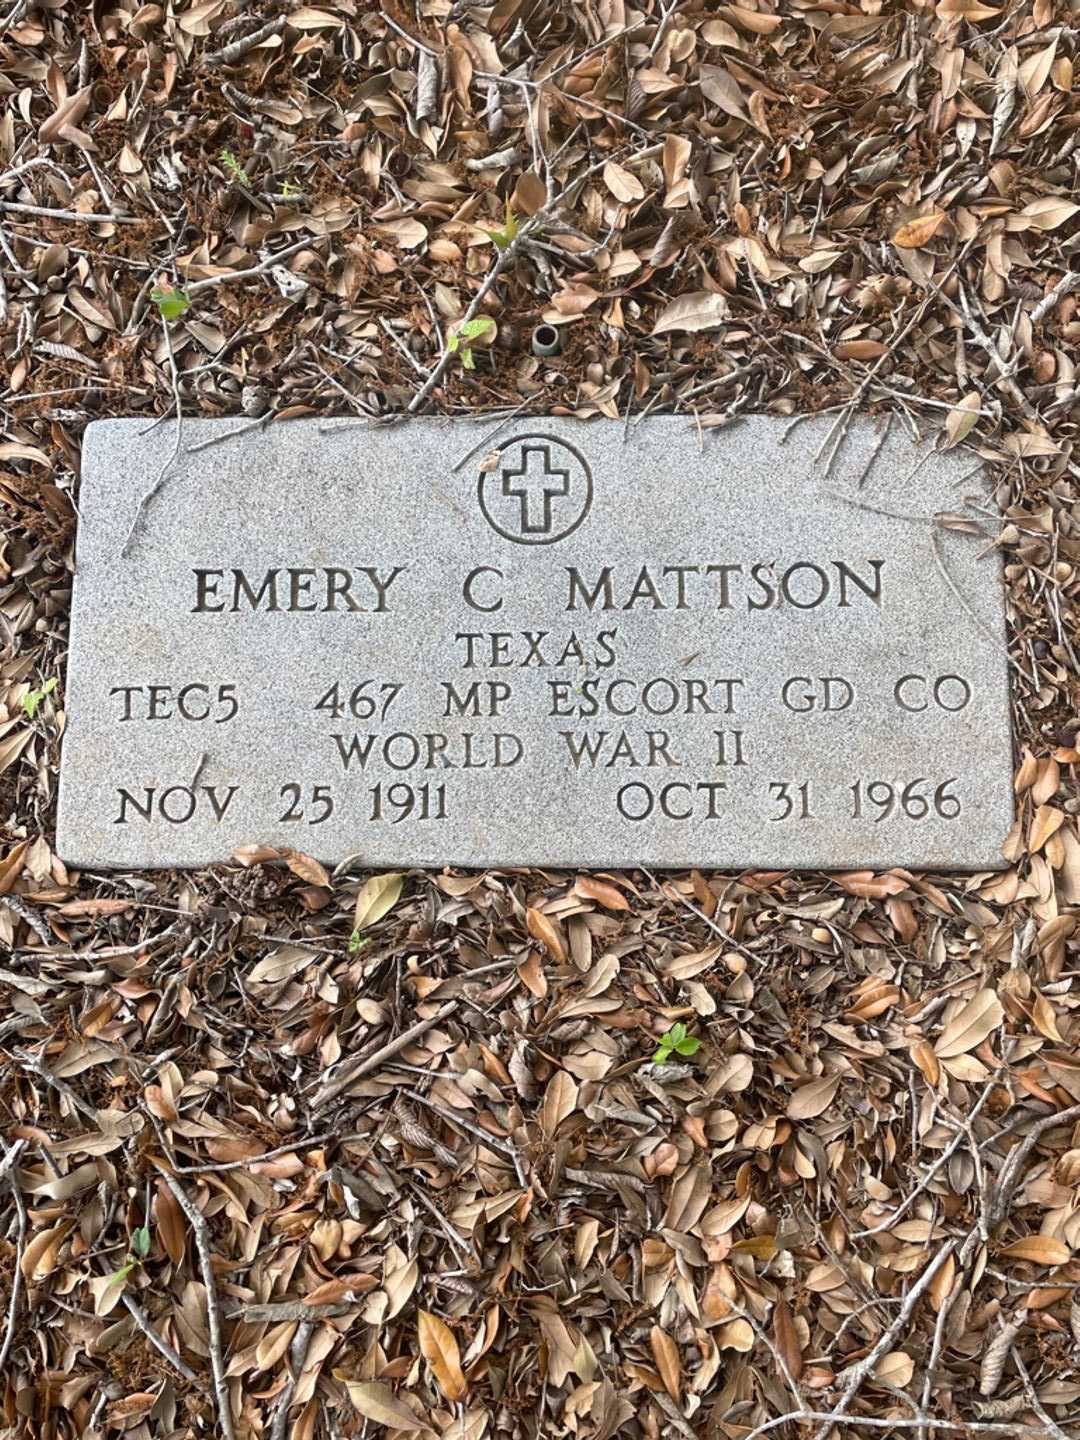 EMERY C MATTSON
TEXAS
TEC5 467 MP ESCORT GD CO
WORLD WAR II
NOV 25 1911 OCT 31 1966